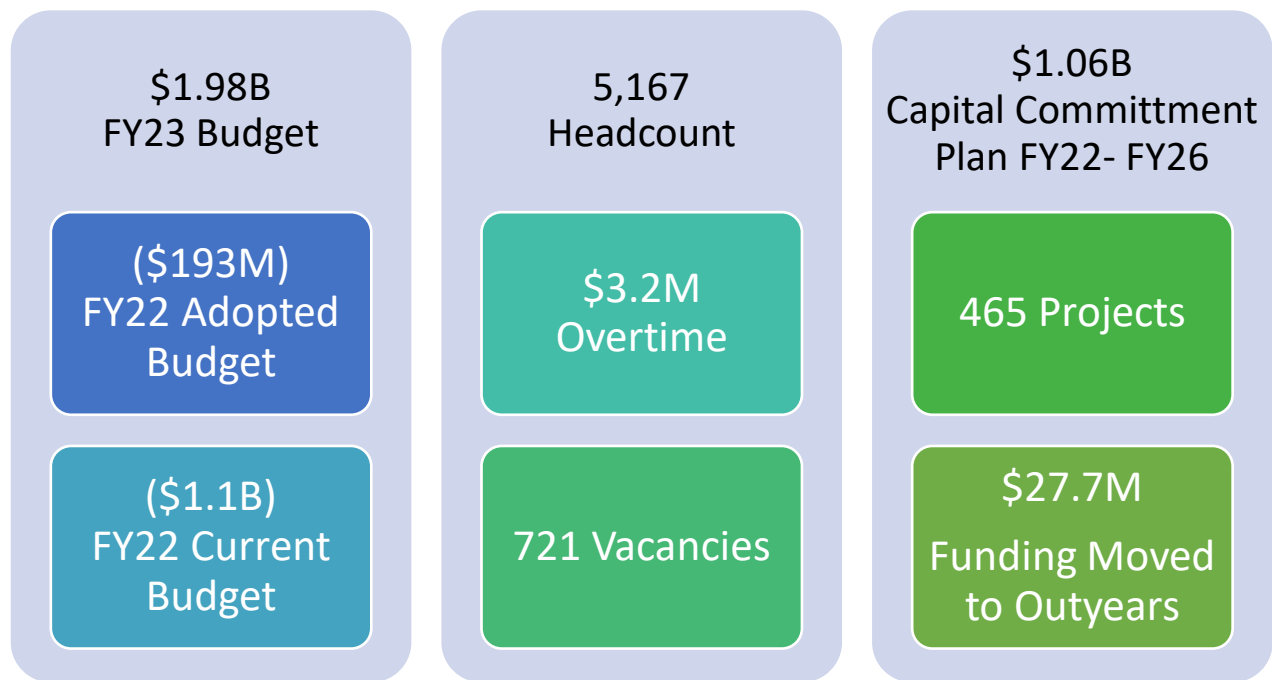 $1.98B
FY23 Budget
($193M)
FY22 Adopted
Budget
($1.1B)
FY22 Current
Budget
5,167
Headcount
$3.2M
Overtime
721 Vacancies
$1.06B
Capital Committment
Plan FY22- FY26
465 Projects
$27.7M
Funding Moved
to Outyears